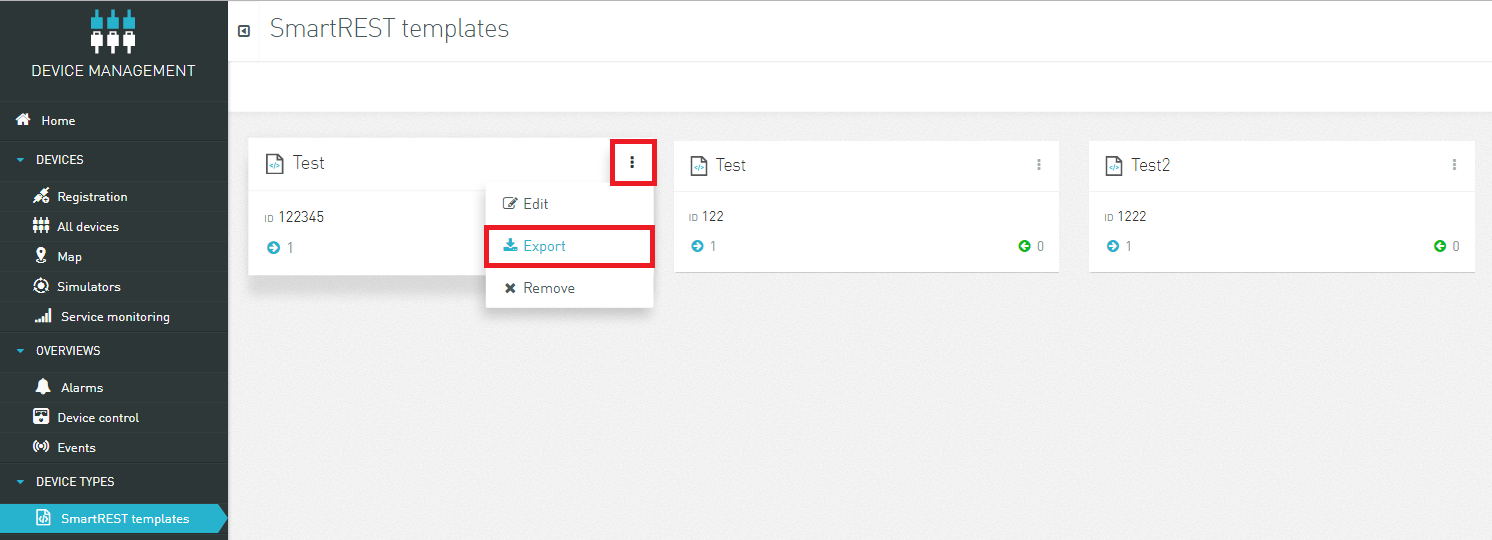 DEVICE MANAGEMENT
Home
DEVICES
Registration
All devices
Map
Simulators
Service monitoring
OVERVIEWS
Alarms
Device control
Events
DEVICE TYPES
SmartREST templates
SmartREST templates
Test
ID 122345
1
Edit
Export
Remove
Test
ID 122
1 0
Test2
ID 1222
1 0